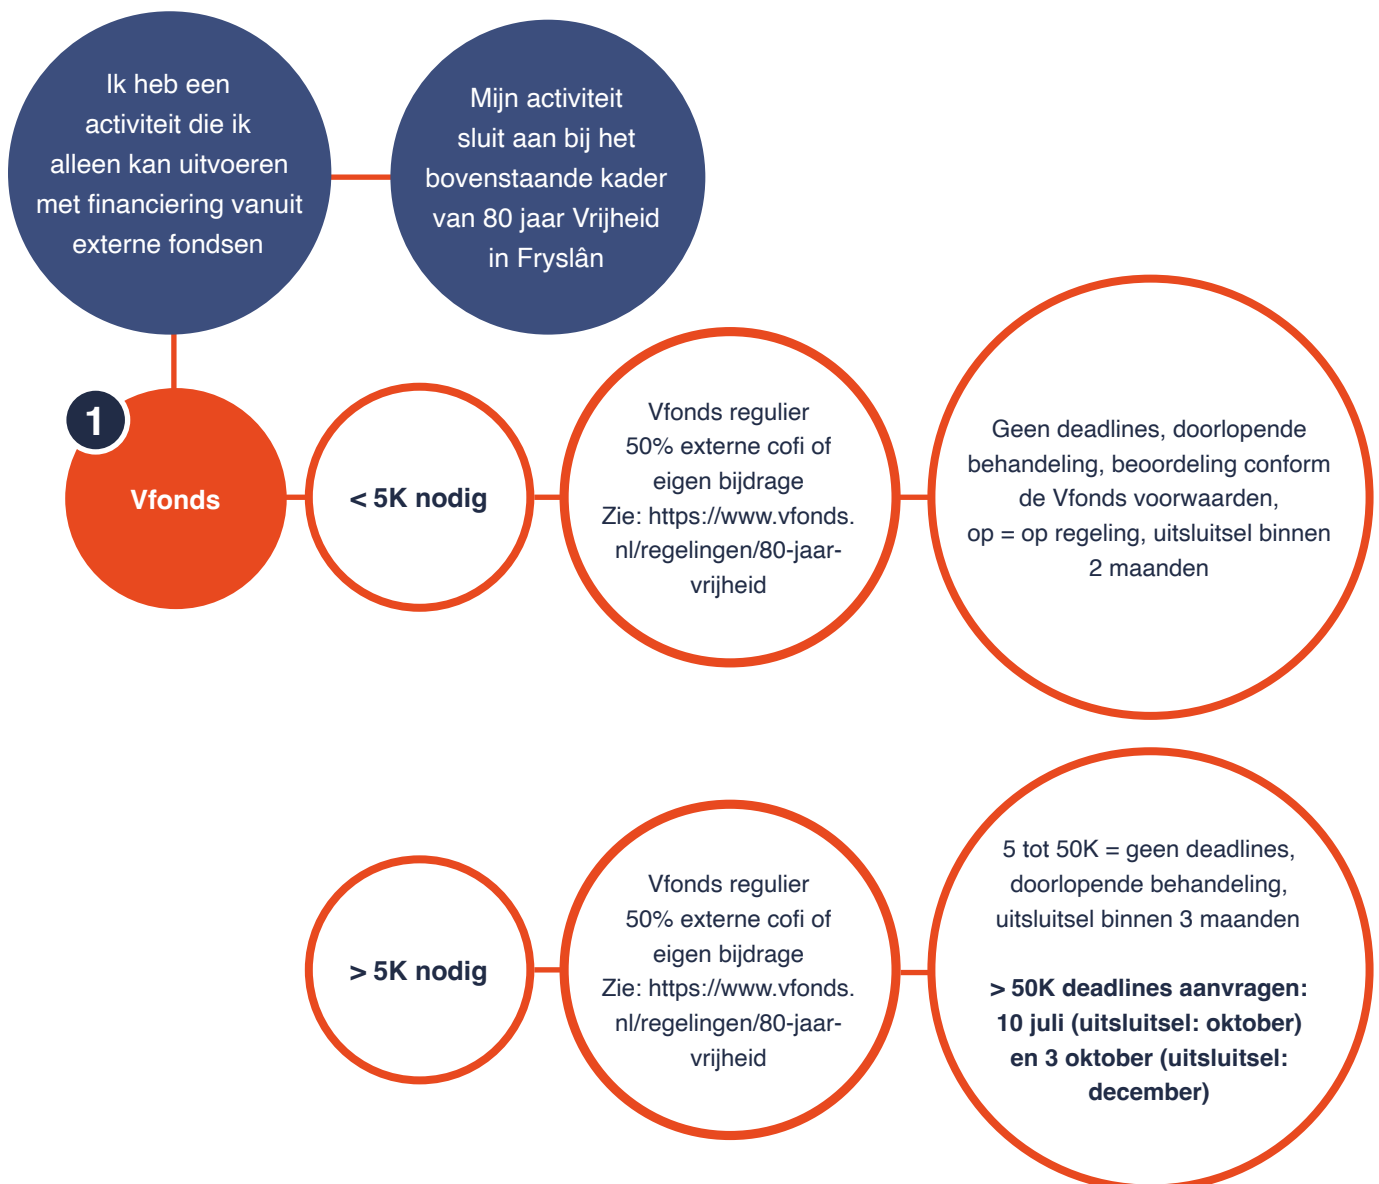 Ik heb een
activiteit die ik
alleen kan uitvoeren
met financiering vanuit
externe fondsen
Mijn activiteit
sluit aan bij het
bovenstaande kader
van 80 jaar Vrijheid
in Fryslân
1
Vfonds
< 5K nodig
Vfonds regulier
50% externe cofi of
eigen bijdrage
Zie: https://www.vfonds.
nl/regelingen/80-jaar-
vrijheid
Geen deadlines, doorlopende
behandeling, beoordeling conform
de Vfonds voorwaarden,
op = op regeling, uitsluitsel binnen
2 maanden
> 5K nodig
Vfonds regulier
50% externe cofi of
eigen bijdrage
Zie: https://www.vfonds.
nl/regelingen/80-jaar-
vrijheid
5 tot 50K = geen deadlines,
doorlopende behandeling,
uitsluitsel binnen 3 maanden
> 50K deadlines aanvragen:
10 juli (uitsluitsel: oktober)
en 3 oktober (uitsluitsel:
december)